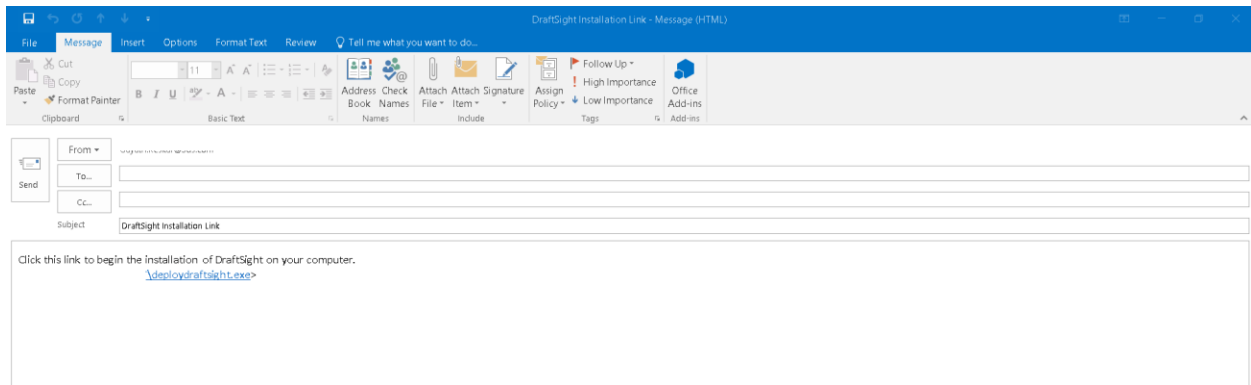 DraftSight Installation Link - Message (HTML)
File Message Insert Options Format Text Review Tell me what you want to do...
Cut
Copy
Format Painter
Paste
Clipboard
11
B I U
Basic Text
Address Book
Check Names
Names
Attach File
Attach Item
Signature
Include
Assign Policy
Follow Up
High Importance
Low Importance
Tags
Office Add-ins
Add-ins
Send
From
To...
Cc...
Subject DraftSight Installation Link
Click this link to begin the installation of DraftSight on your computer.
\deploydraftsight.exe>